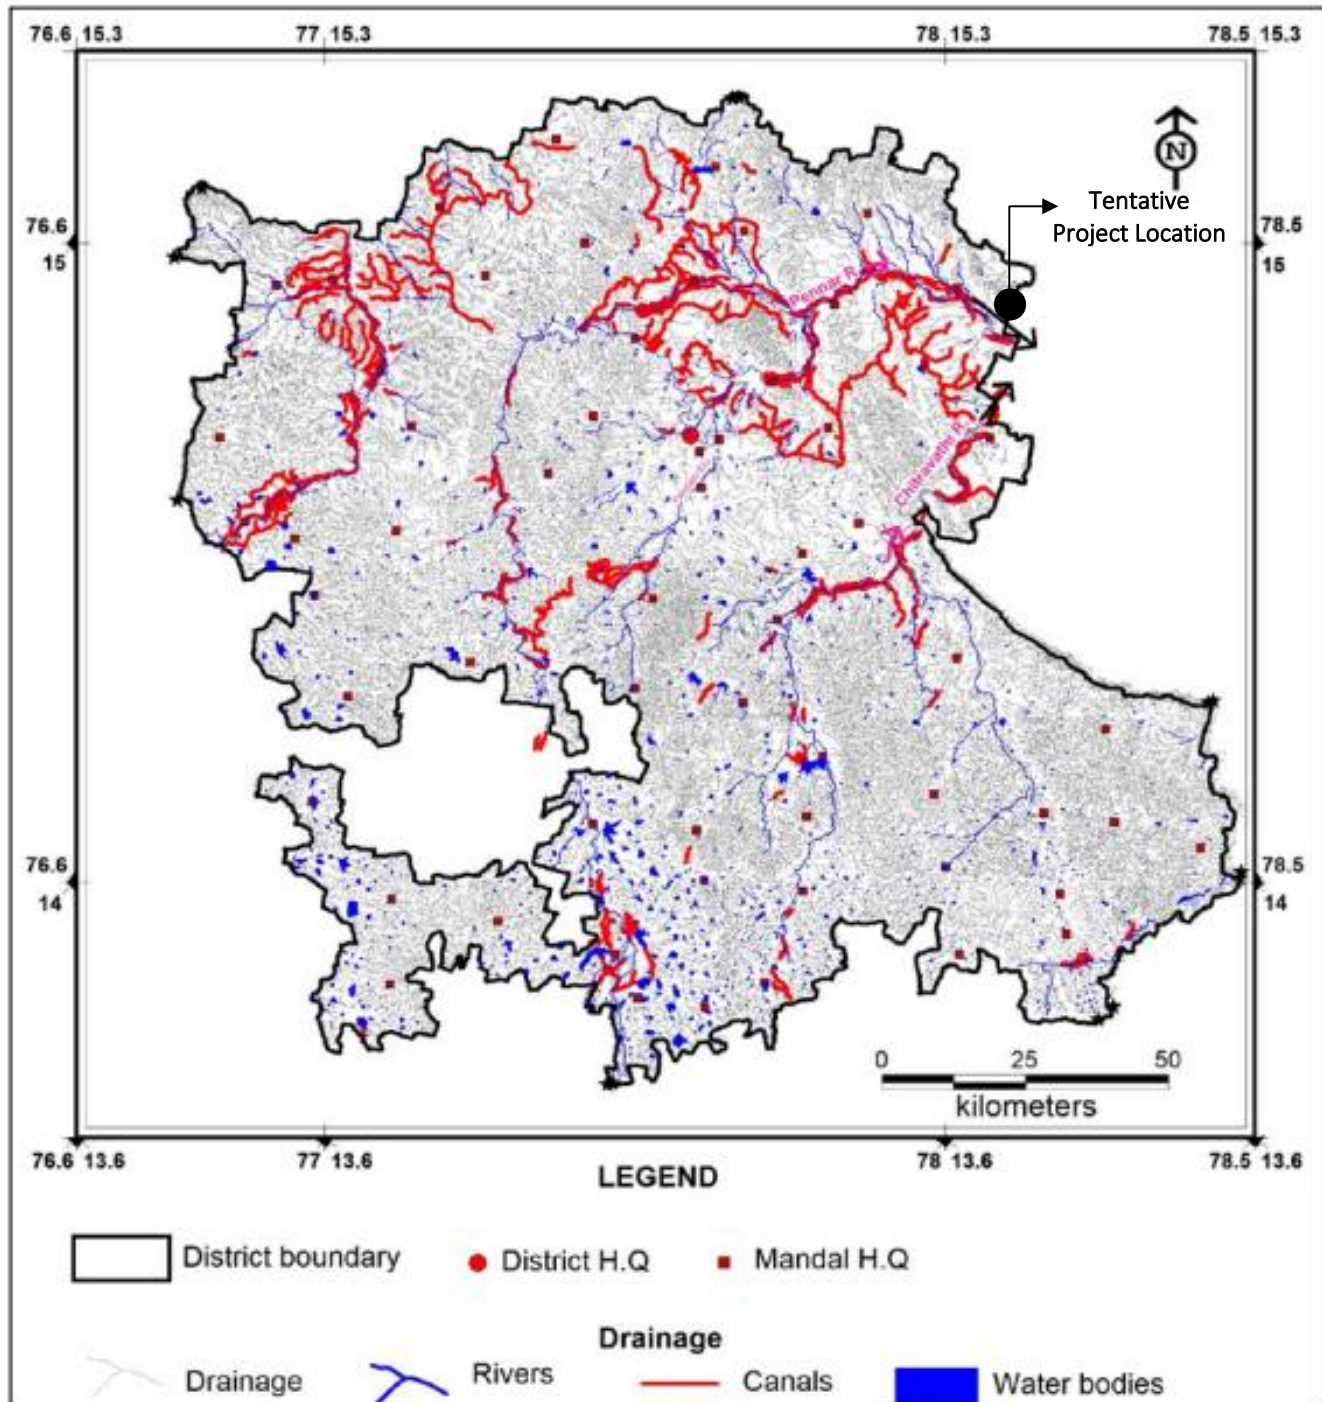 76.6 15.3
77 15.3
78 15.3
78.5 15.3
N
Tentative
Project Location
76.6
15
78.5
15
Pennar R
Chitravathi R
76.6
14
78.5
14
0 25 50
kilometers
76.6 13.6
77 13.6
78 13.6
78.5 13.6
LEGEND
District boundary
District H.Q
Mandal H.Q
Drainage
Drainage
Rivers
Canals
Water bodies